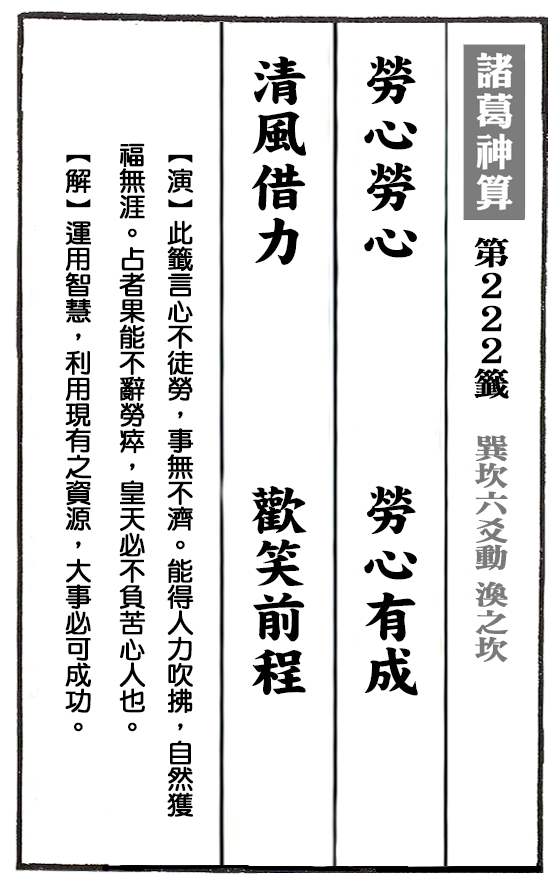 諸葛神算 第222籤 巽坎六爻動 渙之坎
勞心勞心 勞心有成
清風借力 歡笑前程
【演】此籤言心不徒勞，事無不濟。能得人力吹拂，自然獲
福無涯。占者果能不辭勞瘁，皇天必不負苦心人也。
【解】運用智慧，利用現有之資源，大事必可成功。